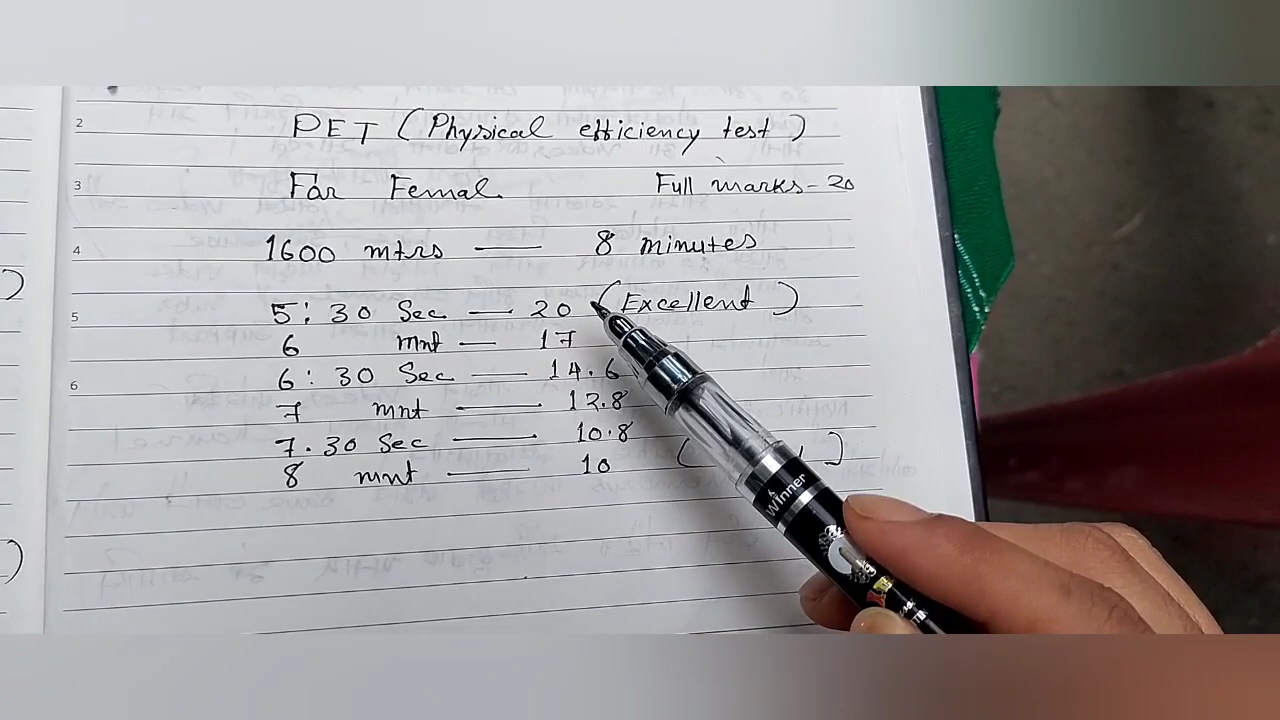 2 PET (Physical efficiency test)
3 For Femal Full marks - 20
4 1600 mtrs — 8 minutes
5 5:30 Sec — 20 (Excellent)
6 mnt — 17
6 6:30 Sec — 14.6
7 mnt — 12.8
7.30 Sec — 10.8
8 mnt — 10 ( )
Winner